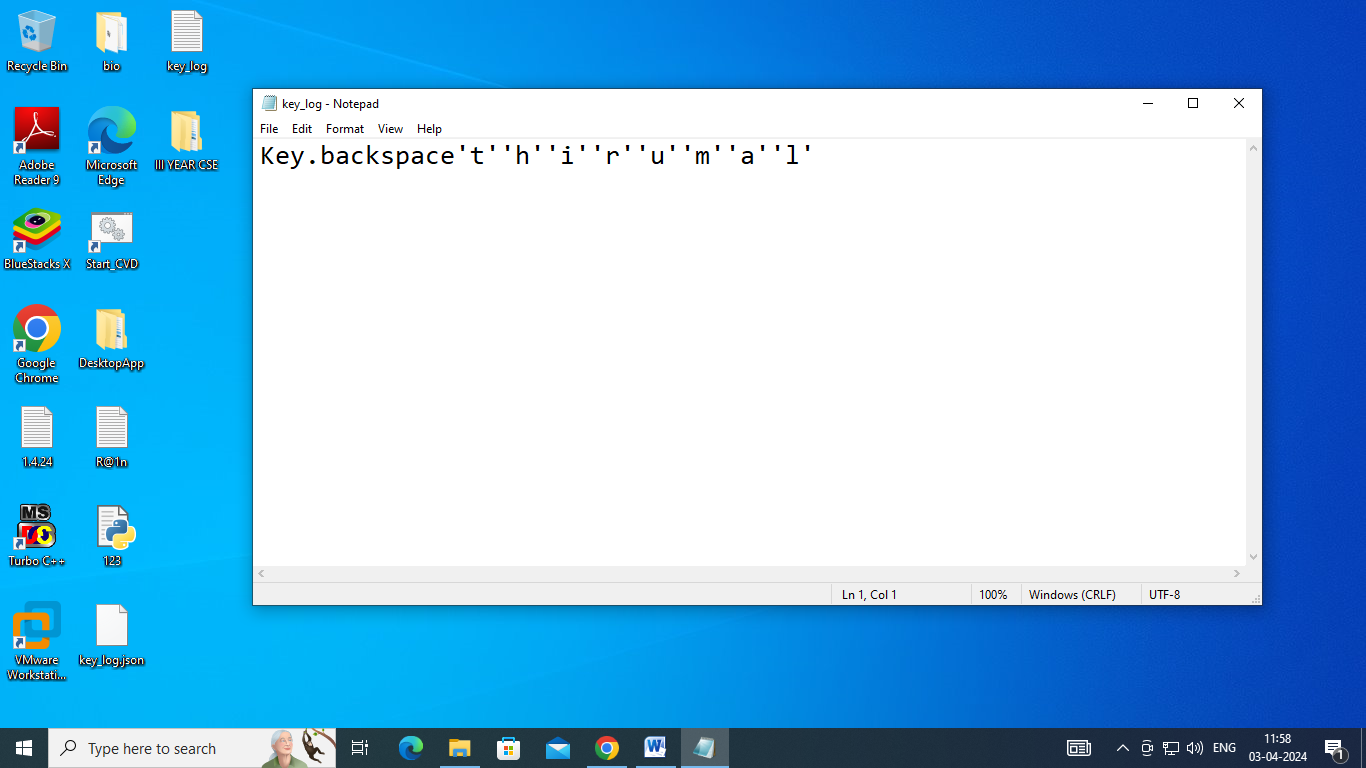 Recycle Bin
bio
key_log
Adobe
Reader 9
Microsoft
Edge
III YEAR CSE
BlueStacks X
Start_CVD
Google
Chrome
DesktopApp
1.4.24
R@1n
MS
Turbo C++
123
VMware
Workstati...
key_log.json
key_log - Notepad
File Edit Format View Help
Key.backspace't''h''i''r''u''m''a''l'
Ln 1, Col 1 100% Windows (CRLF) UTF-8
Type here to search
W
ENG
11:58
03-04-2024
1